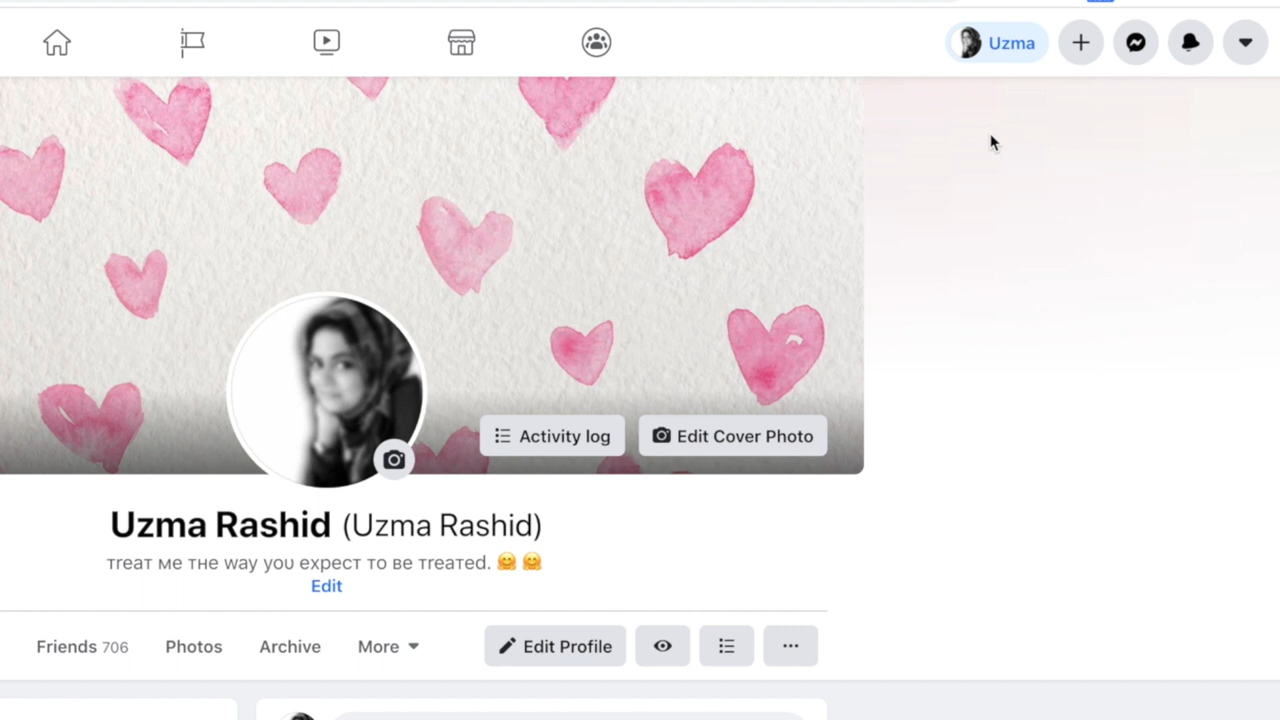 Uzma
Activity log
Edit Cover Photo
Uzma Rashid (Uzma Rashid)
тreaт мe тнe way yoυ expecт тo вe тreaтed. 🤗 🤗
Edit
Friends 706
Photos
Archive
More
Edit Profile